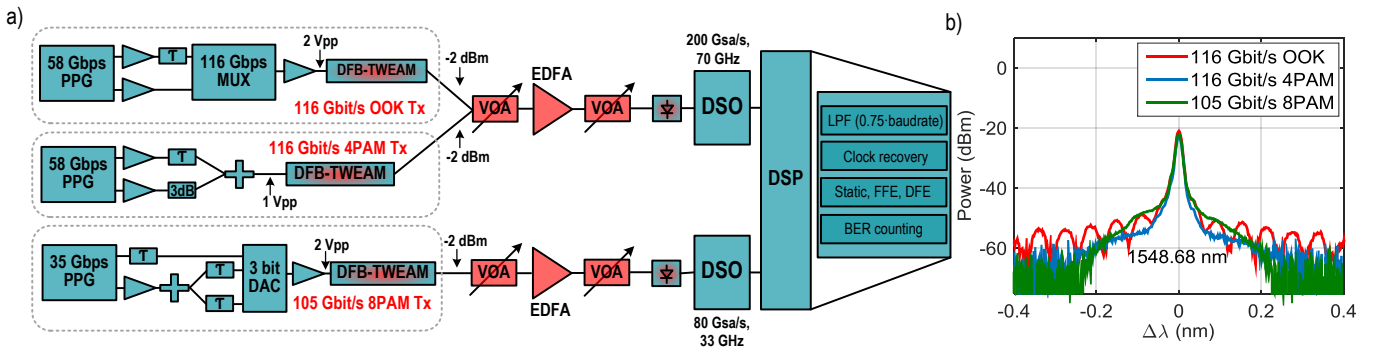 a)
58 Gbps
PPG
τ
116 Gbps
MUX
2 Vpp
DFB-TWEAM
116 Gbit/s OOK Tx
58 Gbps
PPG
τ
3dB
1 Vpp
116 Gbit/s 4PAM Tx
DFB-TWEAM
35 Gbps
PPG
τ
τ
τ
3 bit
DAC
2 Vpp
DFB-TWEAM
105 Gbit/s 8PAM Tx
-2 dBm
-2 dBm
VOA
EDFA
VOA
200 Gsa/s,
70 GHz
DSO
-2 dBm
VOA
EDFA
VOA
DSO
80 Gsa/s,
33 GHz
DSP
LPF (0.75·baudrate)
Clock recovery
Static, FFE, DFE
BER counting
b)
116 Gbit/s OOK
116 Gbit/s 4PAM
105 Gbit/s 8PAM
Power (dBm)
0
-20
-40
-60
1548.68 nm
-0.4 -0.2 0 0.2 0.4
Δλ (nm)